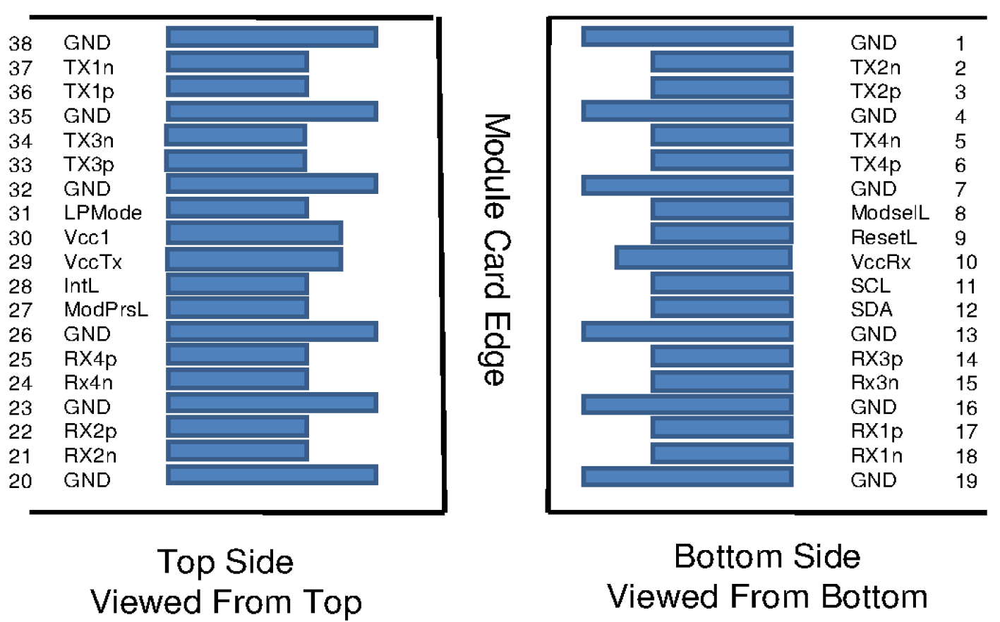 38 GND
37 TX1n
36 TX1p
35 GND
34 TX3n
33 TX3p
32 GND
31 LPMode
30 Vcc1
29 VccTx
28 IntL
27 ModPrsL
26 GND
25 RX4p
24 Rx4n
23 GND
22 RX2p
21 RX2n
20 GND
Top Side
Viewed From Top
Module Card Edge
GND 1
TX2n 2
TX2p 3
GND 4
TX4n 5
TX4p 6
GND 7
ModselL 8
ResetL 9
VccRx 10
SCL 11
SDA 12
GND 13
RX3p 14
Rx3n 15
GND 16
RX1p 17
RX1n 18
GND 19
Bottom Side
Viewed From Bottom